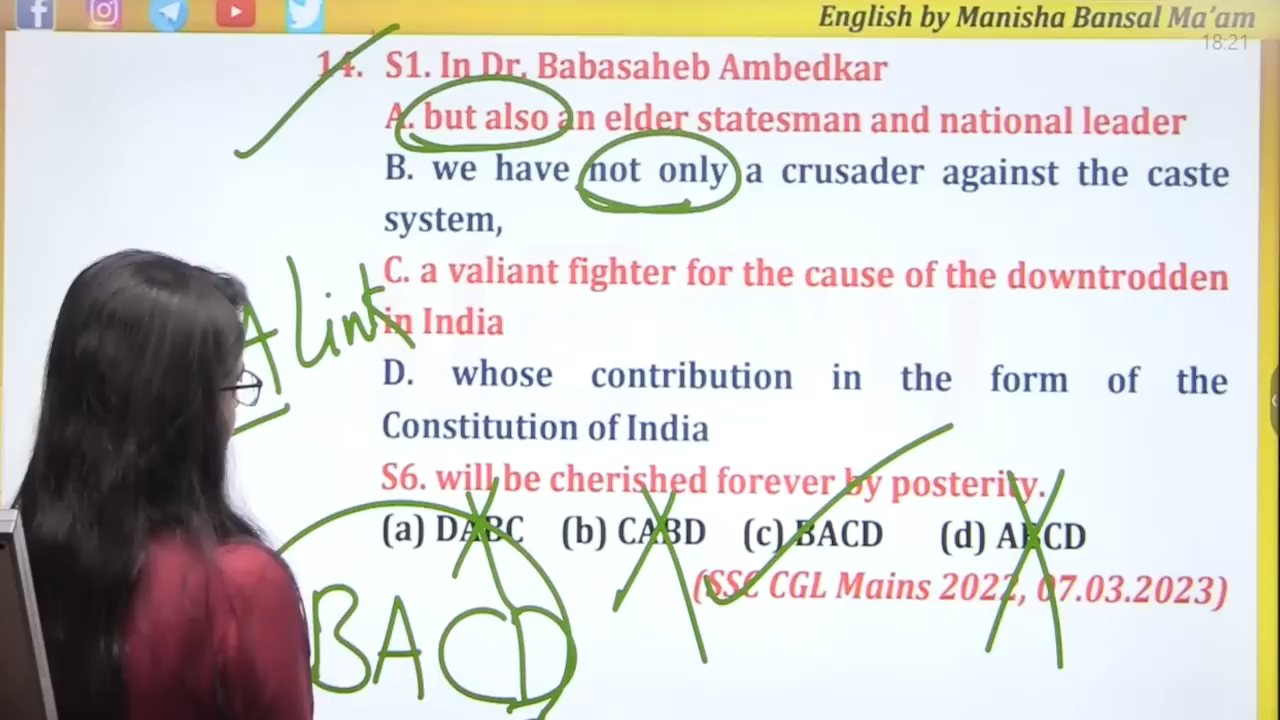 English by Manisha Bansal Ma'am
18:21
14. S1. In Dr. Babasaheb Ambedkar
A. but also an elder statesman and national leader
B. we have not only a crusader against the caste
system,
C. a valiant fighter for the cause of the downtrodden
in India
D. whose contribution in the form of the
Constitution of India
S6. will be cherished forever by posterity.
(a) DABC (b) CABD (c) BACD (d) ABCD
(SSC CGL Mains 2022, 07.03.2023)
A Link
BACD